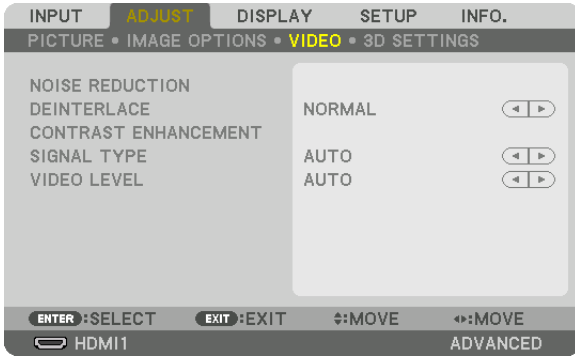 INPUT ADJUST DISPLAY SETUP INFO.
PICTURE • IMAGE OPTIONS • VIDEO • 3D SETTINGS
NOISE REDUCTION
DEINTERLACE NORMAL
CONTRAST ENHANCEMENT
SIGNAL TYPE AUTO
VIDEO LEVEL AUTO
ENTER :SELECT EXIT :EXIT :MOVE :MOVE
HDMI1 ADVANCED